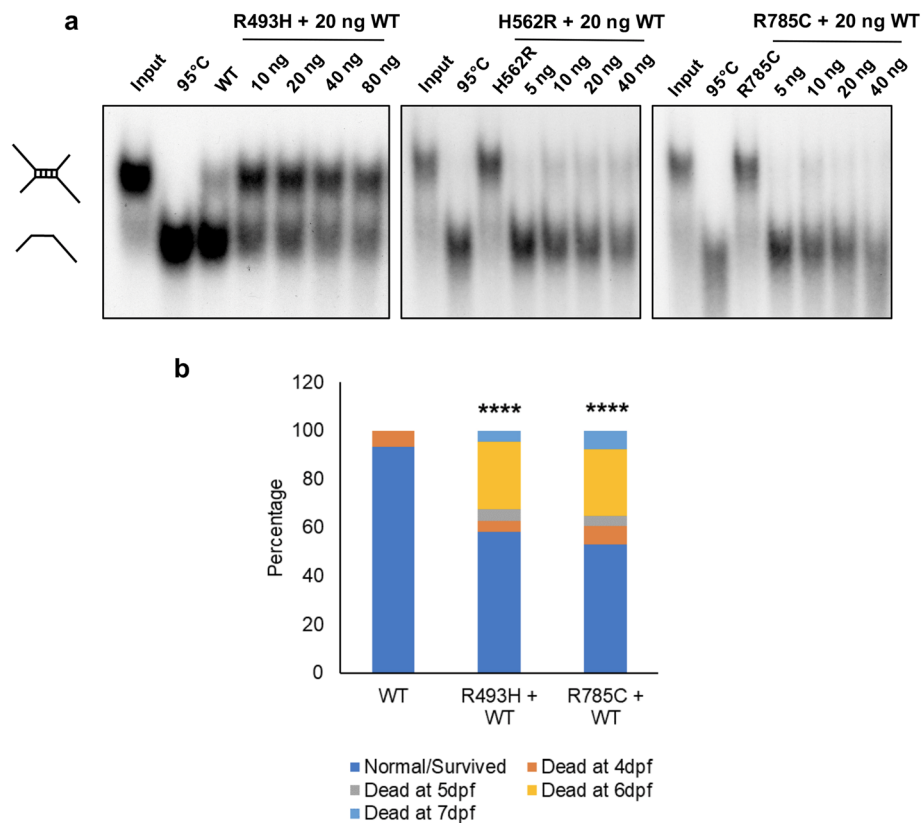 a
R493H + 20 ng WT
H562R + 20 ng WT
R785C + 20 ng WT
Input 95°C WT 10 ng 20 ng 40 ng 80 ng
Input 95°C H562R 5 ng 10 ng 20 ng 40 ng
Input 95°C R785C 5 ng 10 ng 20 ng 40 ng
b
120
100
80
60
40
20
0
Percentage
**** ****
WT
R493H +
WT
R785C +
WT
Normal/Survived
Dead at 4dpf
Dead at 5dpf
Dead at 6dpf
Dead at 7dpf